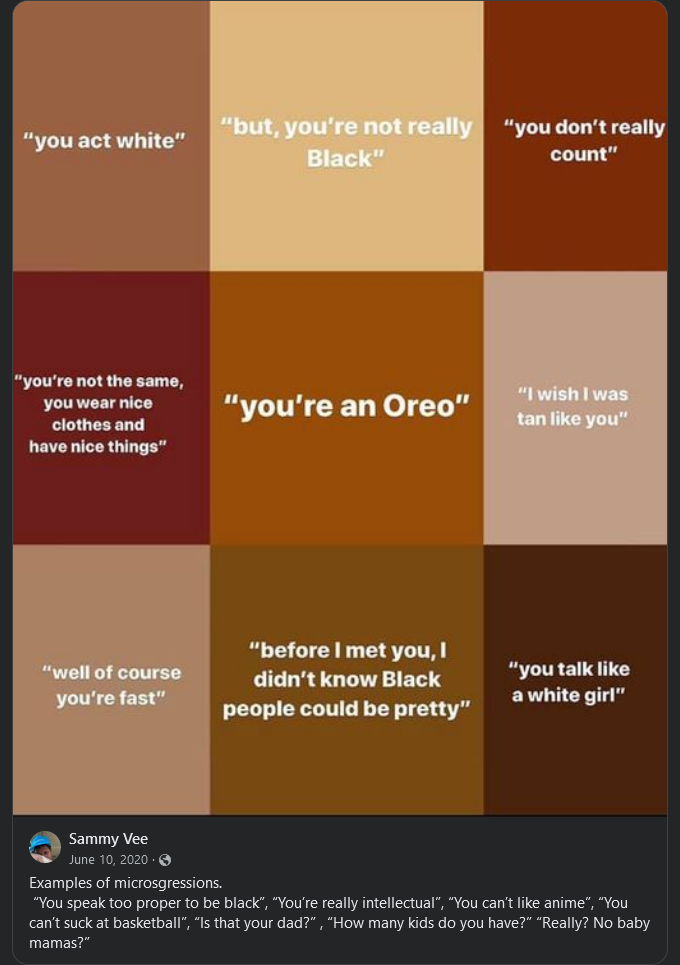 “you act white”
“but, you’re not really
Black”
“you don’t really
count”
“you’re not the same,
you wear nice
clothes and
have nice things”
“you’re an Oreo”
“I wish I was
tan like you”
“well of course
you’re fast”
“before I met you, I
didn’t know Black
people could be pretty”
“you talk like
a white girl”
Sammy Vee
June 10, 2020 ·
Examples of microsgressions.
“You speak too proper to be black”, “You’re really intellectual”, “You can’t like anime”, “You
can’t suck at basketball”, “Is that your dad?” , “How many kids do you have?” “Really? No baby
mamas?”